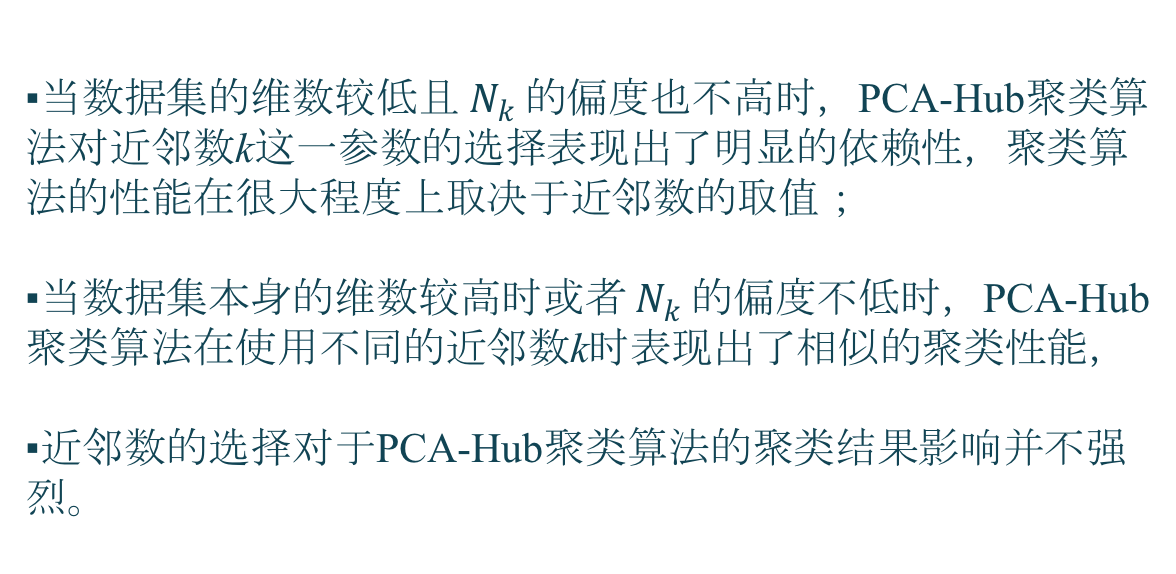 ▪当数据集的维数较低且 Nk 的偏度也不高时，PCA-Hub聚类算
法对近邻数k这一参数的选择表现出了明显的依赖性，聚类算
法的性能在很大程度上取决于近邻数的取值；
▪当数据集本身的维数较高时或者 Nk 的偏度不低时，PCA-Hub
聚类算法在使用不同的近邻数k时表现出了相似的聚类性能，
▪近邻数的选择对于PCA-Hub聚类算法的聚类结果影响并不强
烈。